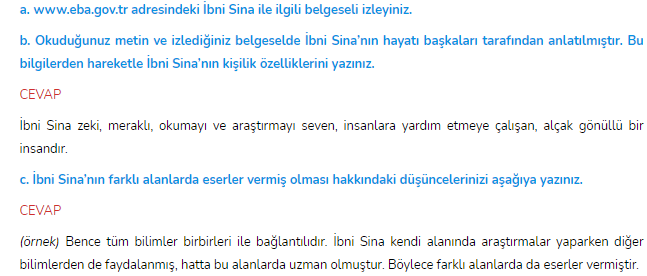 a. www.eba.gov.tr adresindeki İbni Sina ile ilgili belgeseli izleyiniz.
b. Okuduğunuz metin ve izlediğiniz belgeselde İbni Sina’nın hayatı başkaları tarafından anlatılmıştır. Bu
bilgilerden hareketle İbni Sina’nın kişilik özelliklerini yazınız.
CEVAP
İbni Sina zeki, meraklı, okumayı ve araştırmayı seven, insanlara yardım etmeye çalışan, alçak gönüllü bir
insandır.
c. İbni Sina’nın farklı alanlarda eserler vermiş olması hakkındaki düşüncelerinizi aşağıya yazınız.
CEVAP
(örnek) Bence tüm bilimler birbirleri ile bağlantılıdır. İbni Sina kendi alanında araştırmalar yaparken diğer
bilimlerden de faydalanmış, hatta bu alanlarda uzman olmuştur. Böylece farklı alanlarda da eserler vermiştir.